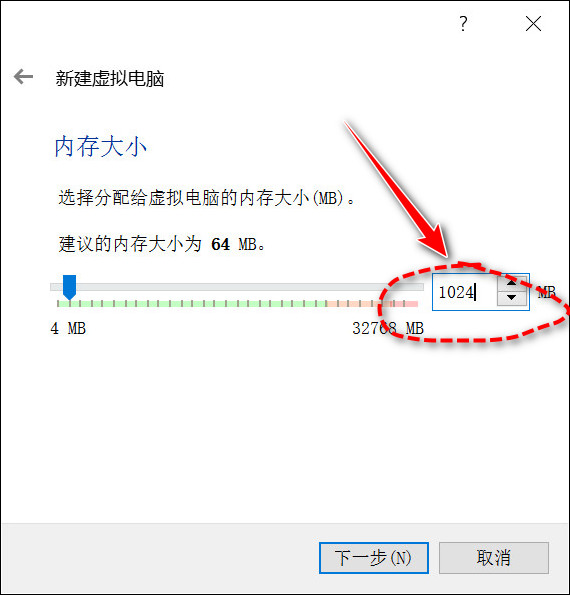 ?
新建虚拟电脑
内存大小
选择分配给虚拟电脑的内存大小(MB)。
建议的内存大小为 64 MB。
1024 MB
4 MB 32768 MB
下一步(N) 取消